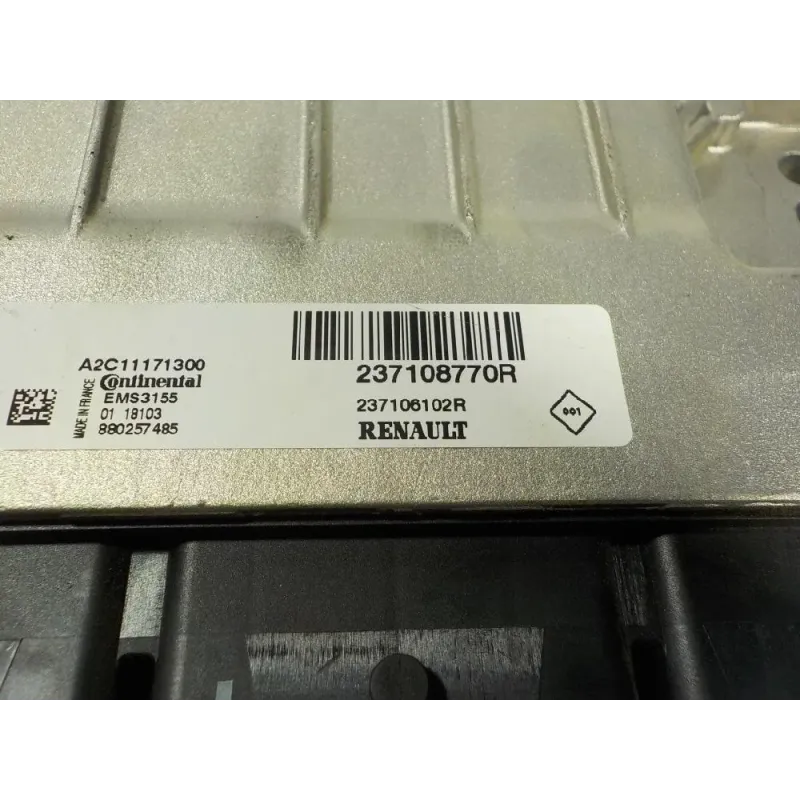 A2C11171300
Continental
EMS3155
01 18103
880257485
MADE IN FRANCE
237108770R
237106102R
RENAULT
001